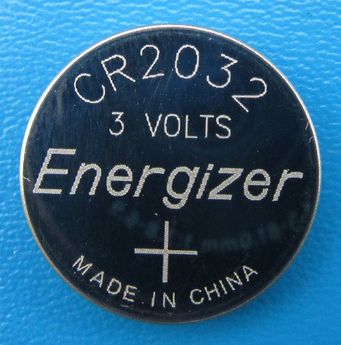 CR2032
3 VOLTS
Energizer
+
MADE IN CHINA